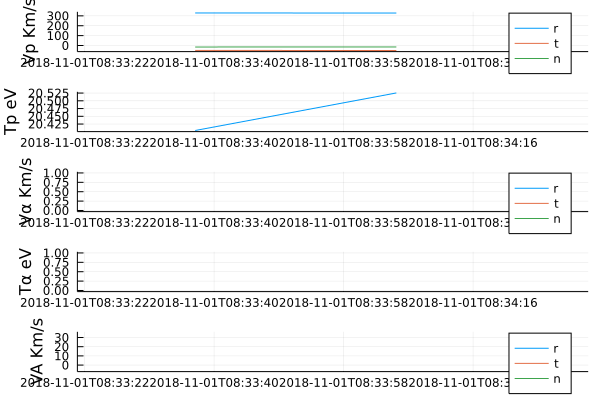 Vp Km/s
300
200
100
0
2018-11-01T08:33:22 2018-11-01T08:33:40 2018-11-01T08:33:58 2018-11-01T08:3
r
t
n
Tp eV
20.525
20.500
20.475
20.450
20.425
2018-11-01T08:33:22 2018-11-01T08:33:40 2018-11-01T08:33:58 2018-11-01T08:34:16
Vα Km/s
1.00
0.75
0.50
0.25
0.00
2018-11-01T08:33:22 2018-11-01T08:33:40 2018-11-01T08:33:58 2018-11-01T08:3
r
t
n
Tα eV
1.00
0.75
0.50
0.25
0.00
2018-11-01T08:33:22 2018-11-01T08:33:40 2018-11-01T08:33:58 2018-11-01T08:34:16
VA Km/s
30
20
10
0
2018-11-01T08:33:22 2018-11-01T08:33:40 2018-11-01T08:33:58 2018-11-01T08:3
r
t
n